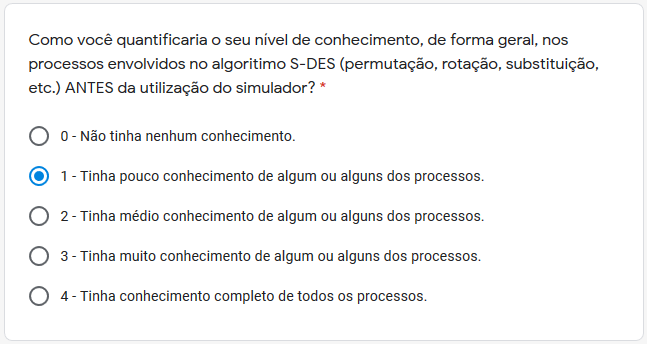 Como você quantificaria o seu nível de conhecimento, de forma geral, nos
processos envolvidos no algoritimo S-DES (permutação, rotação, substituição,
etc.) ANTES da utilização do simulador? *
0 - Não tinha nenhum conhecimento.
1 - Tinha pouco conhecimento de algum ou alguns dos processos.
2 - Tinha médio conhecimento de algum ou alguns dos processos.
3 - Tinha muito conhecimento de algum ou alguns dos processos.
4 - Tinha conhecimento completo de todos os processos.